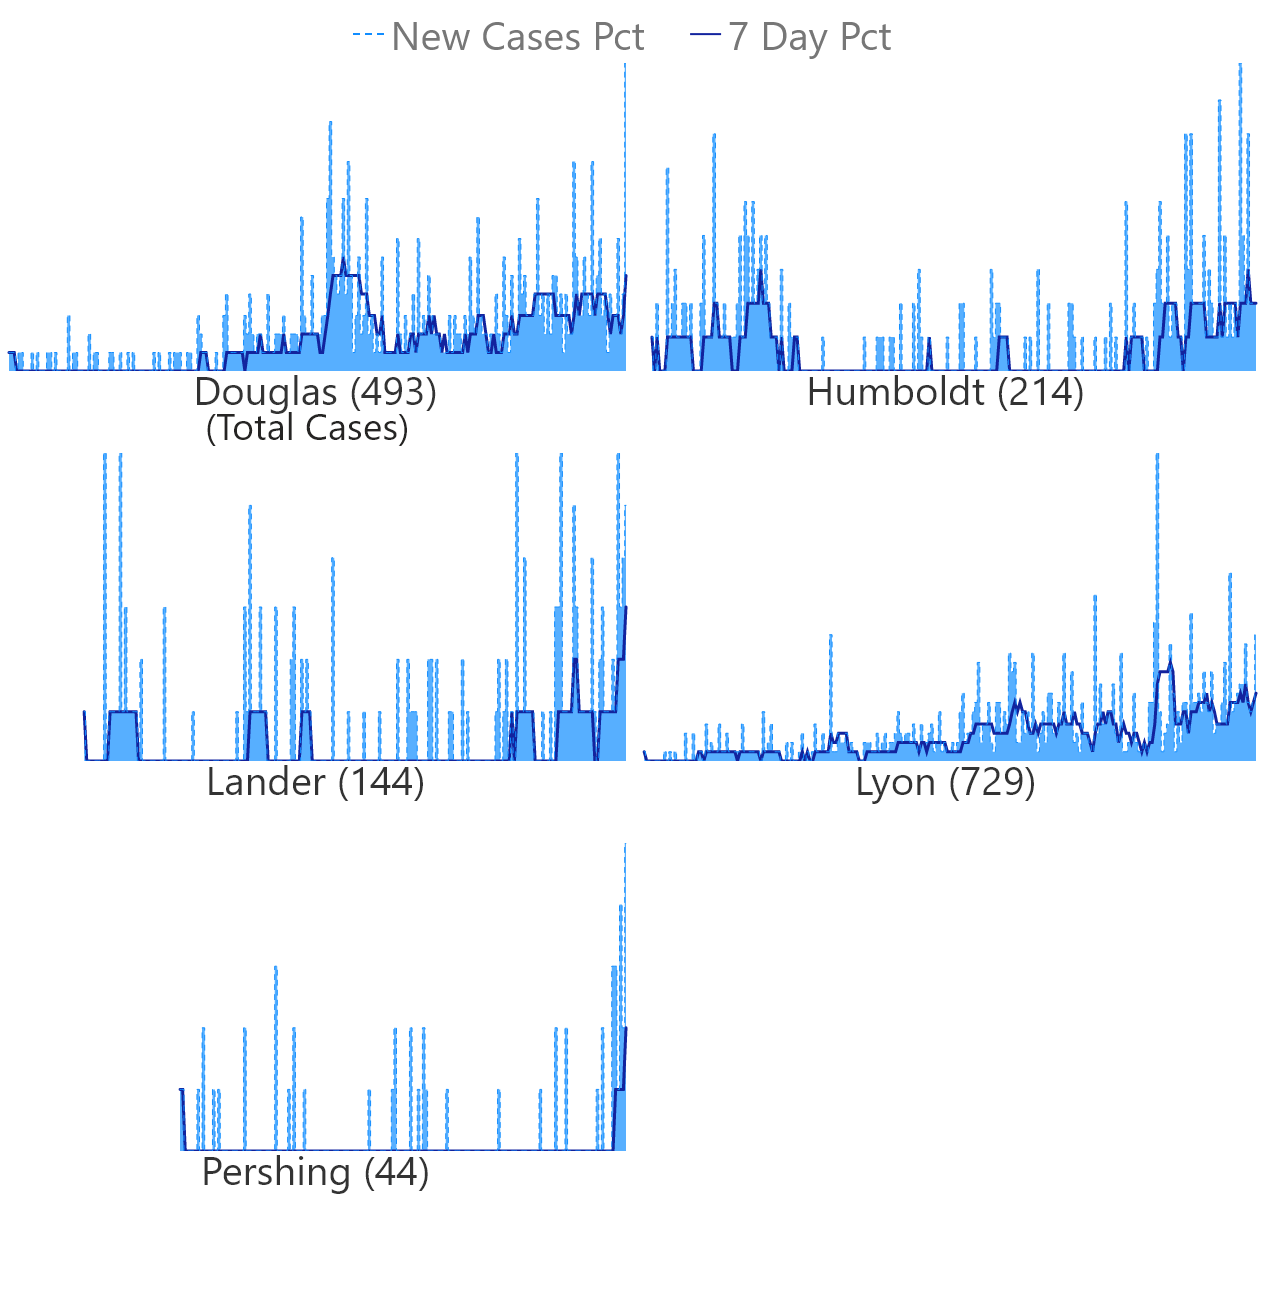 New Cases Pct 7 Day Pct
Douglas (493)
(Total Cases)
Humboldt (214)
Lander (144)
Lyon (729)
Pershing (44)